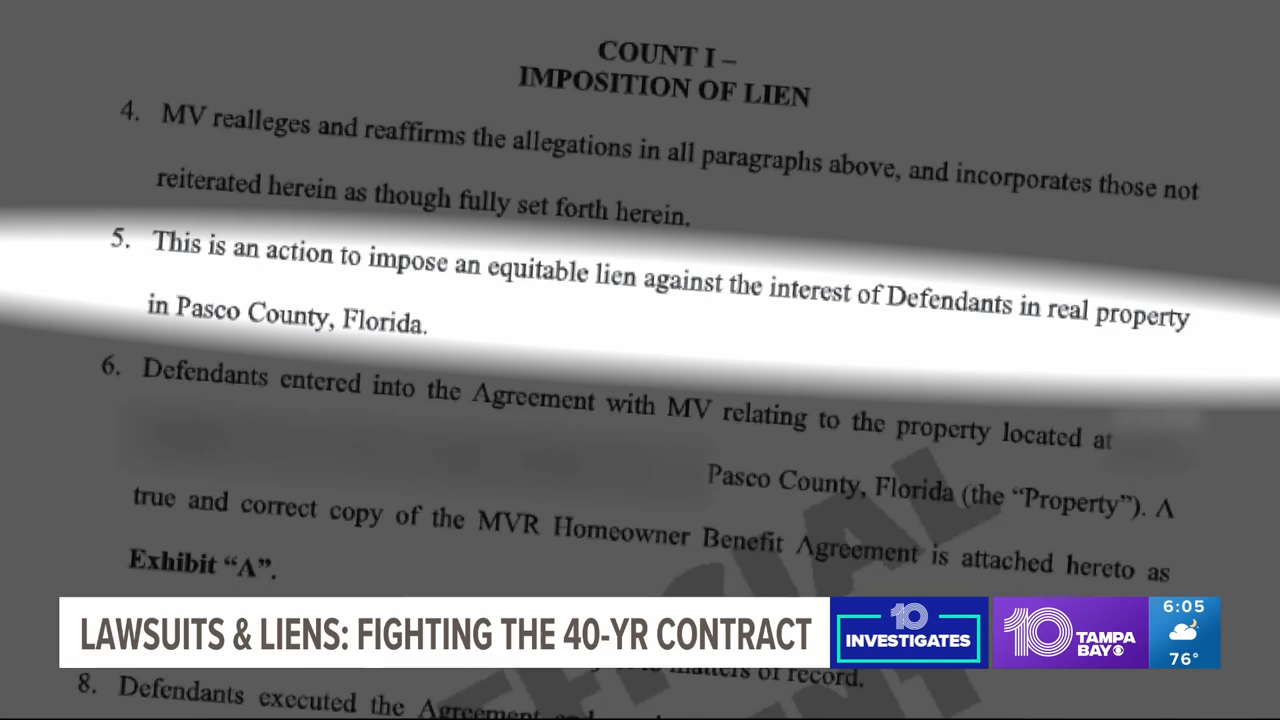 COUNT I –
IMPOSITION OF LIEN
4. MV realleges and reaffirms the allegations in all paragraphs above, and incorporates those not
reiterated herein as though fully set forth herein.
5. This is an action to impose an equitable lien against the interest of Defendants in real property
in Pasco County, Florida.
6. Defendants entered into the Agreement with MV relating to the property located at
Pasco County, Florida (the “Property”). A
true and correct copy of the MVR Homeowner Benefit Agreement is attached hereto as
Exhibit “A”.
matters of record.
8. Defendants executed the Agreement
LAWSUITS & LIENS: FIGHTING THE 40-YR CONTRACT
10
INVESTIGATES
10 TAMPA
BAY
6:05
76°